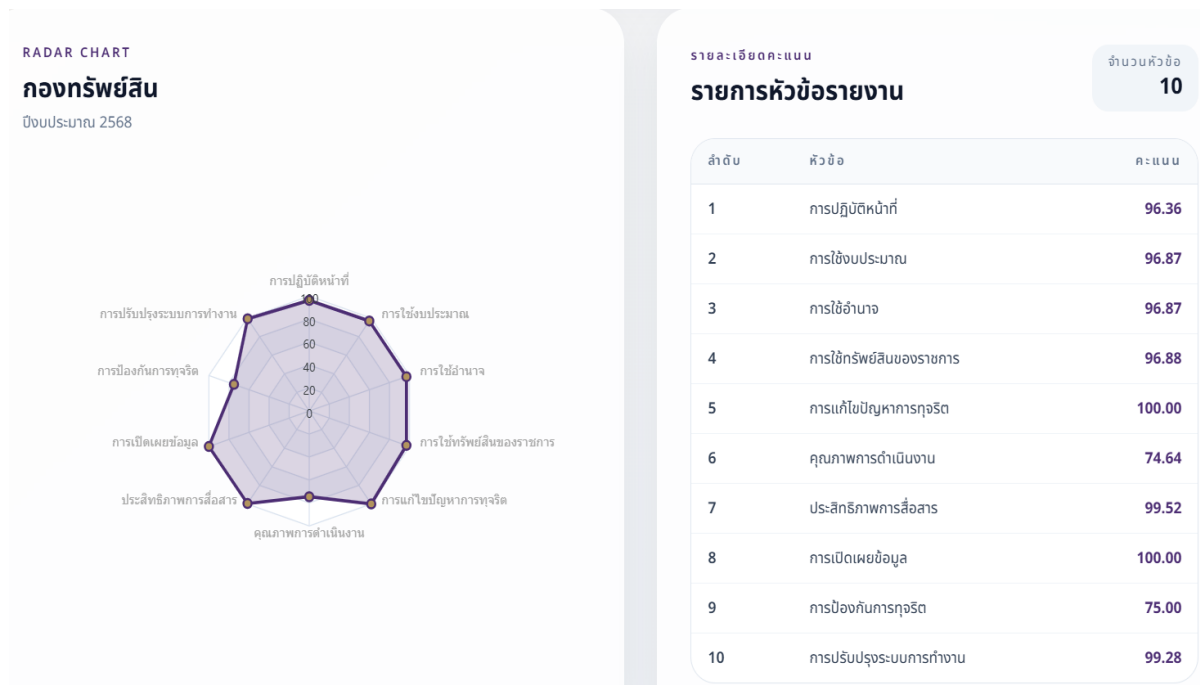 RADAR CHART
กองทรัพย์สิน
ปีงบประมาณ 2568
การปฏิบัติหน้าที่
100
การปรับปรุงระบบการทำงาน
การใช้งบประมาณ
80
60
การป้องกันการทุจริต
การใช้อำนาจ
40
20
0
การเปิดเผยข้อมูล
การใช้ทรัพย์สินของราชการ
ประสิทธิภาพการสื่อสาร
การแก้ไขปัญหาการทุจริต
คุณภาพการดำเนินงาน
รายละเอียดคะแนน
รายการหัวข้อรายงาน
จำนวนหัวข้อ
10
ลำดับ หัวข้อ คะแนน
1 การปฏิบัติหน้าที่ 96.36
2 การใช้งบประมาณ 96.87
3 การใช้อำนาจ 96.87
4 การใช้ทรัพย์สินของราชการ 96.88
5 การแก้ไขปัญหาการทุจริต 100.00
6 คุณภาพการดำเนินงาน 74.64
7 ประสิทธิภาพการสื่อสาร 99.52
8 การเปิดเผยข้อมูล 100.00
9 การป้องกันการทุจริต 75.00
10 การปรับปรุงระบบการทำงาน 99.28